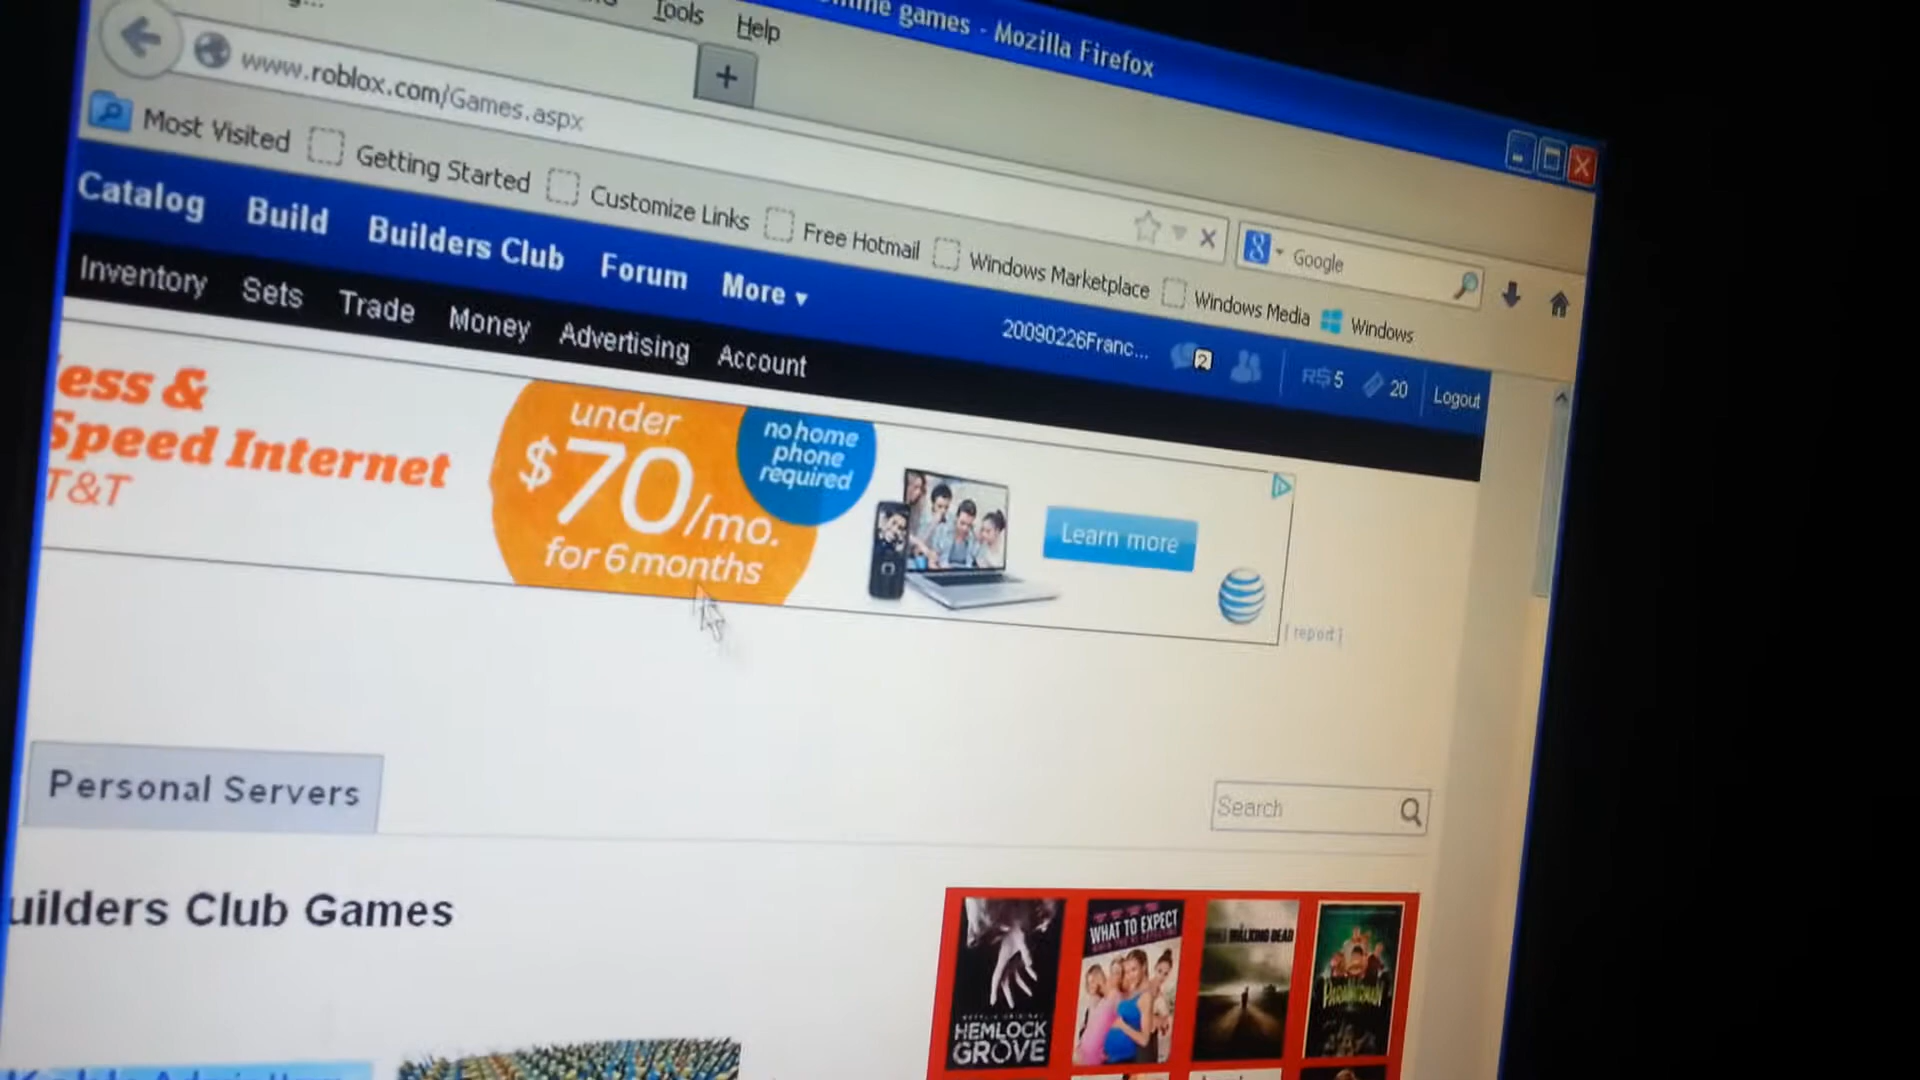 Tools Help
games - Mozilla Firefox
www.roblox.com/Games.aspx
Google
Most Visited Getting Started Customize Links Free Hotmail Windows Marketplace Windows Media Windows
Catalog Build Builders Club Forum More ▾
20090226Franc... 2 R$ 5 20 Logout
Inventory Sets Trade Money Advertising Account
ess &
Speed Internet
T&T
under
$70/mo.
for 6 months
no home
phone
required
Learn more
[ report ]
Personal Servers
Search
uilders Club Games
HEMLOCK
GROVE
WHAT TO EXPECT
WALKING DEAD
PARANORMAN